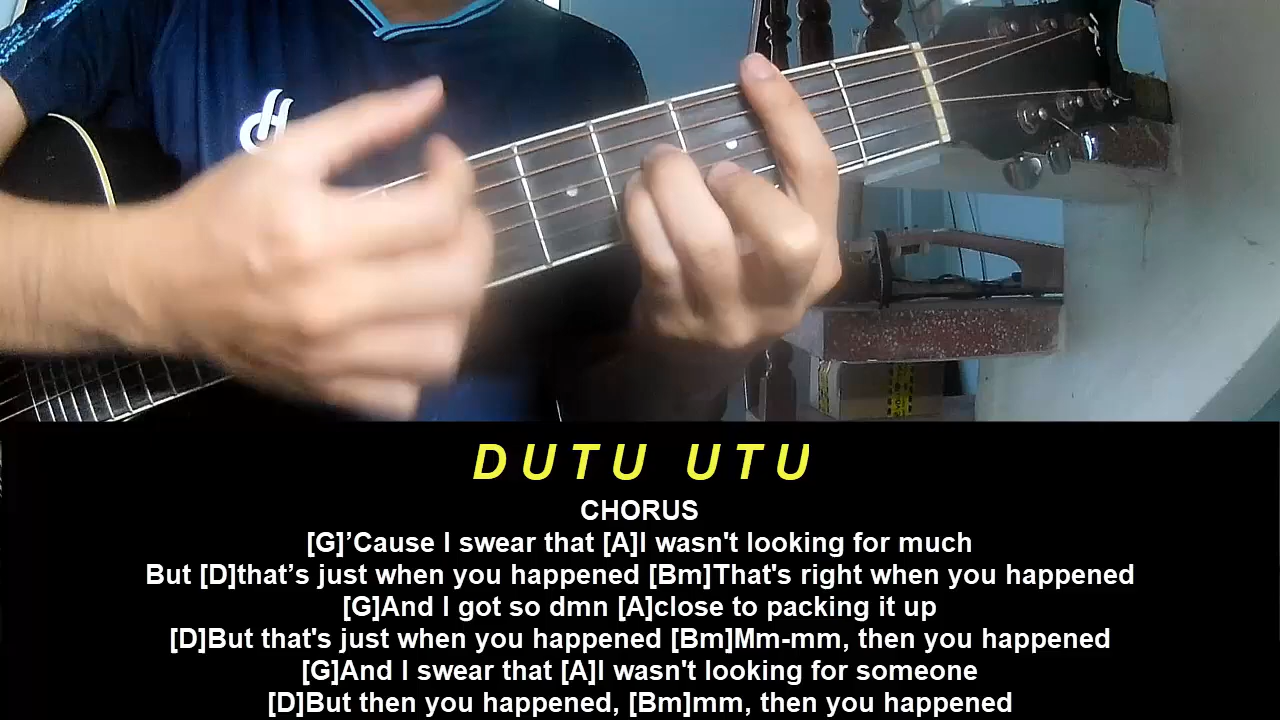 D U T U U T U
CHORUS
[G]’Cause I swear that [A]I wasn't looking for much
But [D]that’s just when you happened [Bm]That's right when you happened
[G]And I got so dmn [A]close to packing it up
[D]But that's just when you happened [Bm]Mm-mm, then you happened
[G]And I swear that [A]I wasn't looking for someone
[D]But then you happened, [Bm]mm, then you happened